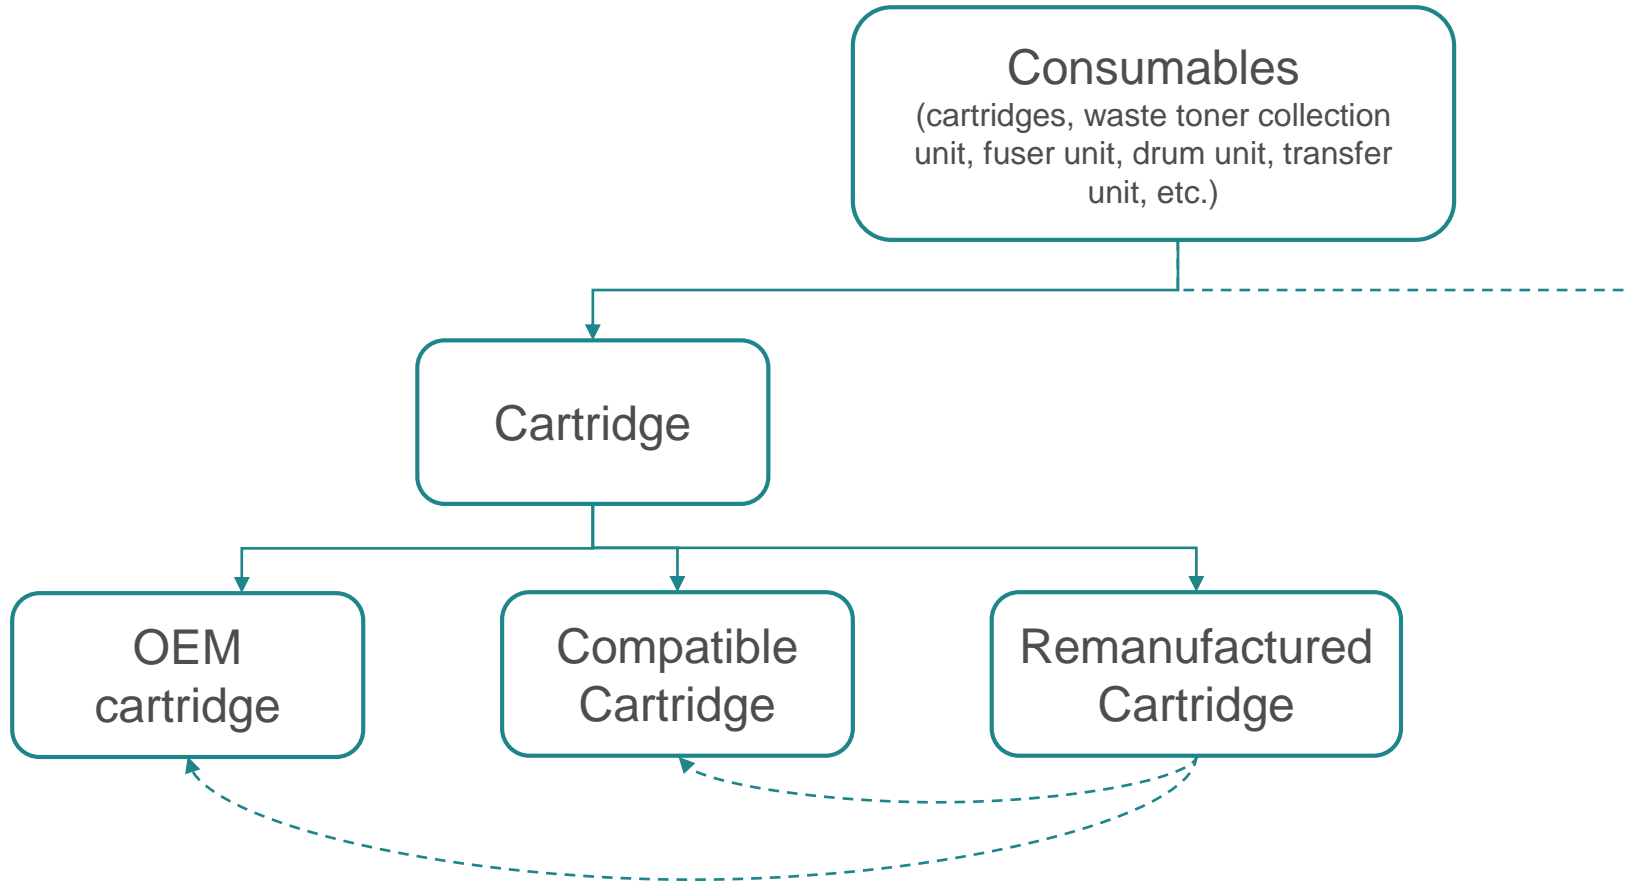 Consumables
(cartridges, waste toner collection
unit, fuser unit, drum unit, transfer
unit, etc.)
Cartridge
OEM
cartridge
Compatible
Cartridge
Remanufactured
Cartridge